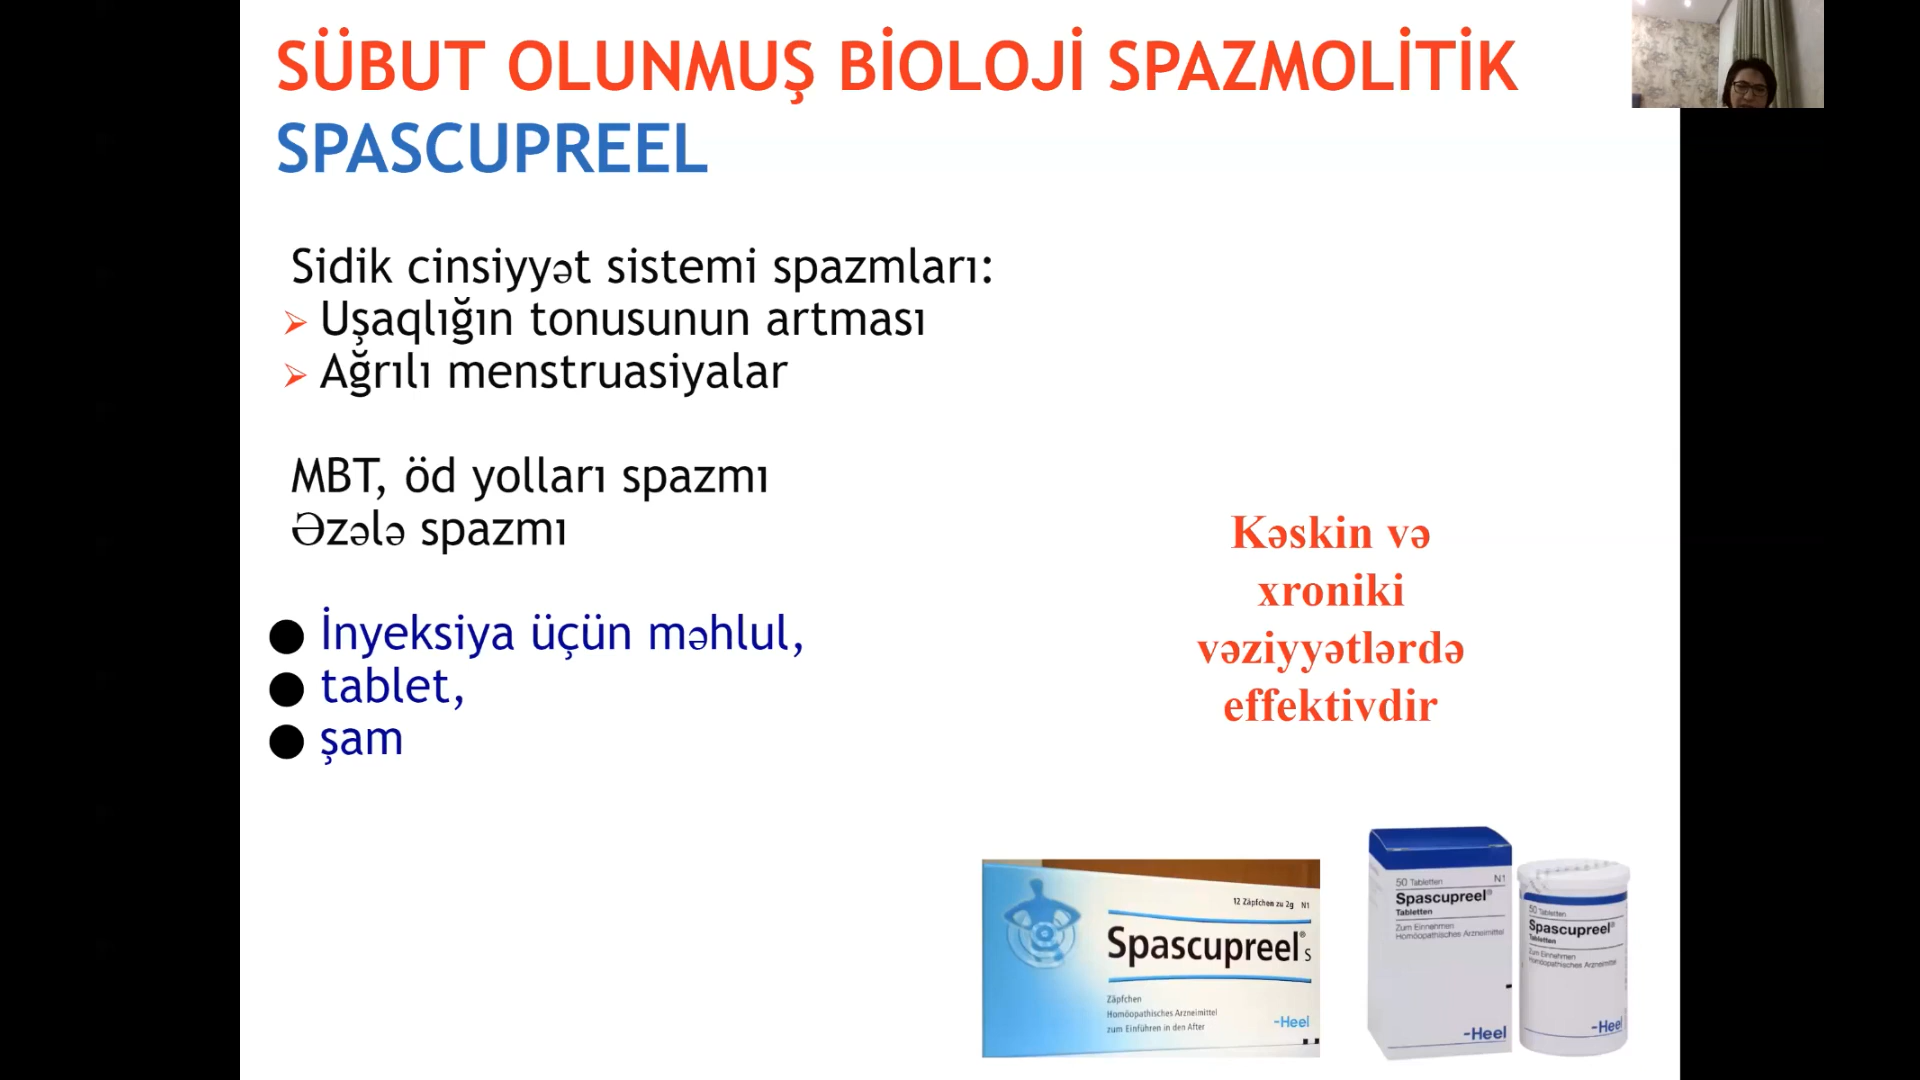 SÜBUT OLUNMUŞ BİOLOJİ SPAZMOLİTİK
SPASCUPREEL
Sidik cinsiyyət sistemi spazmları:
➢ Uşaqlığın tonusunun artması
➢ Ağrılı menstruasiyalar
MBT, öd yolları spazmı
Əzələ spazmı
● İnyeksiya üçün məhlul,
● tablet,
● şam
Kəskin və
xroniki
vəziyyətlərdə
effektivdir
12 Zäpfchen zu 2g N1
Spascupreel® S
Zäpfchen
Homöopathisches Arzneimittel
zum Einführen in den After
-Heel
50 Tabletten N1
Spascupreel®
Tabletten
Zum Einnehmen
Homöopathisches Arzneimittel
-Heel
50 Tabletten
Spascupreel®
Tabletten
Zum Einnehmen
Homöopathisches Arzneimittel
-Heel